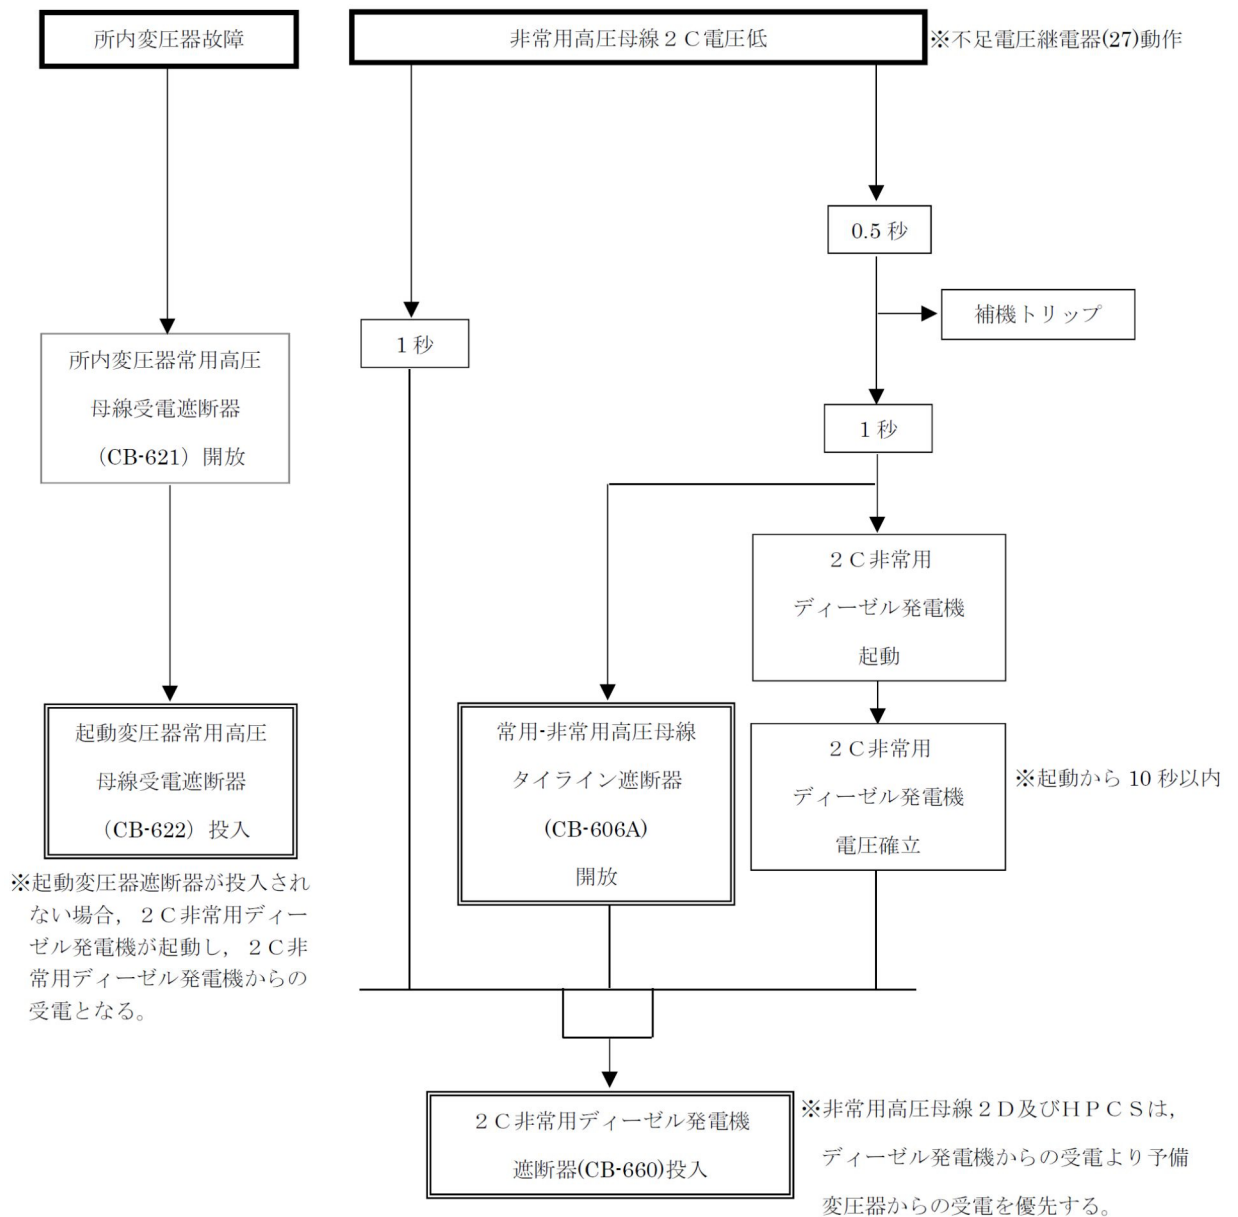 所内変圧器故障
非常用高圧母線２Ｃ電圧低
※不足電圧継電器(27)動作
0.5 秒
補機トリップ
1 秒
所内変圧器常用高圧
母線受電遮断器
（CB-621）開放
1 秒
２Ｃ非常用
ディーゼル発電機
起動
起動変圧器常用高圧
母線受電遮断器
（CB-622）投入
※起動変圧器遮断器が投入され
ない場合，２Ｃ非常用ディー
ゼル発電機が起動し，２Ｃ非
常用ディーゼル発電機からの
受電となる。
常用-非常用高圧母線
タイライン遮断器
(CB-606A)
開放
２Ｃ非常用
ディーゼル発電機
電圧確立
※起動から 10 秒以内
２Ｃ非常用ディーゼル発電機
遮断器(CB-660)投入
※非常用高圧母線２Ｄ及びＨＰＣＳは，
ディーゼル発電機からの受電より予備
変圧器からの受電を優先する。